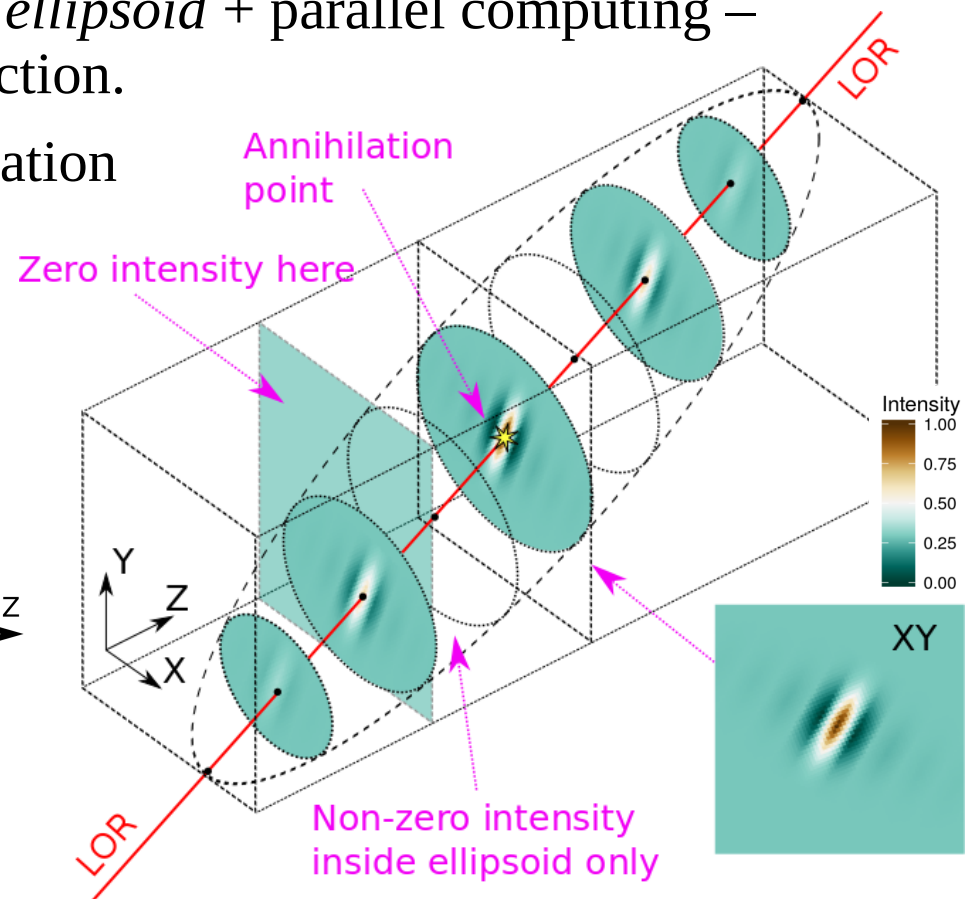 ellipsoid + parallel computing –
ction.
ation
LOR
Annihilation
point
Zero intensity here
Intensity
1.00
0.75
0.50
0.25
0.00
Y
Z
X
z
XY
Non-zero intensity
inside ellipsoid only
LOR